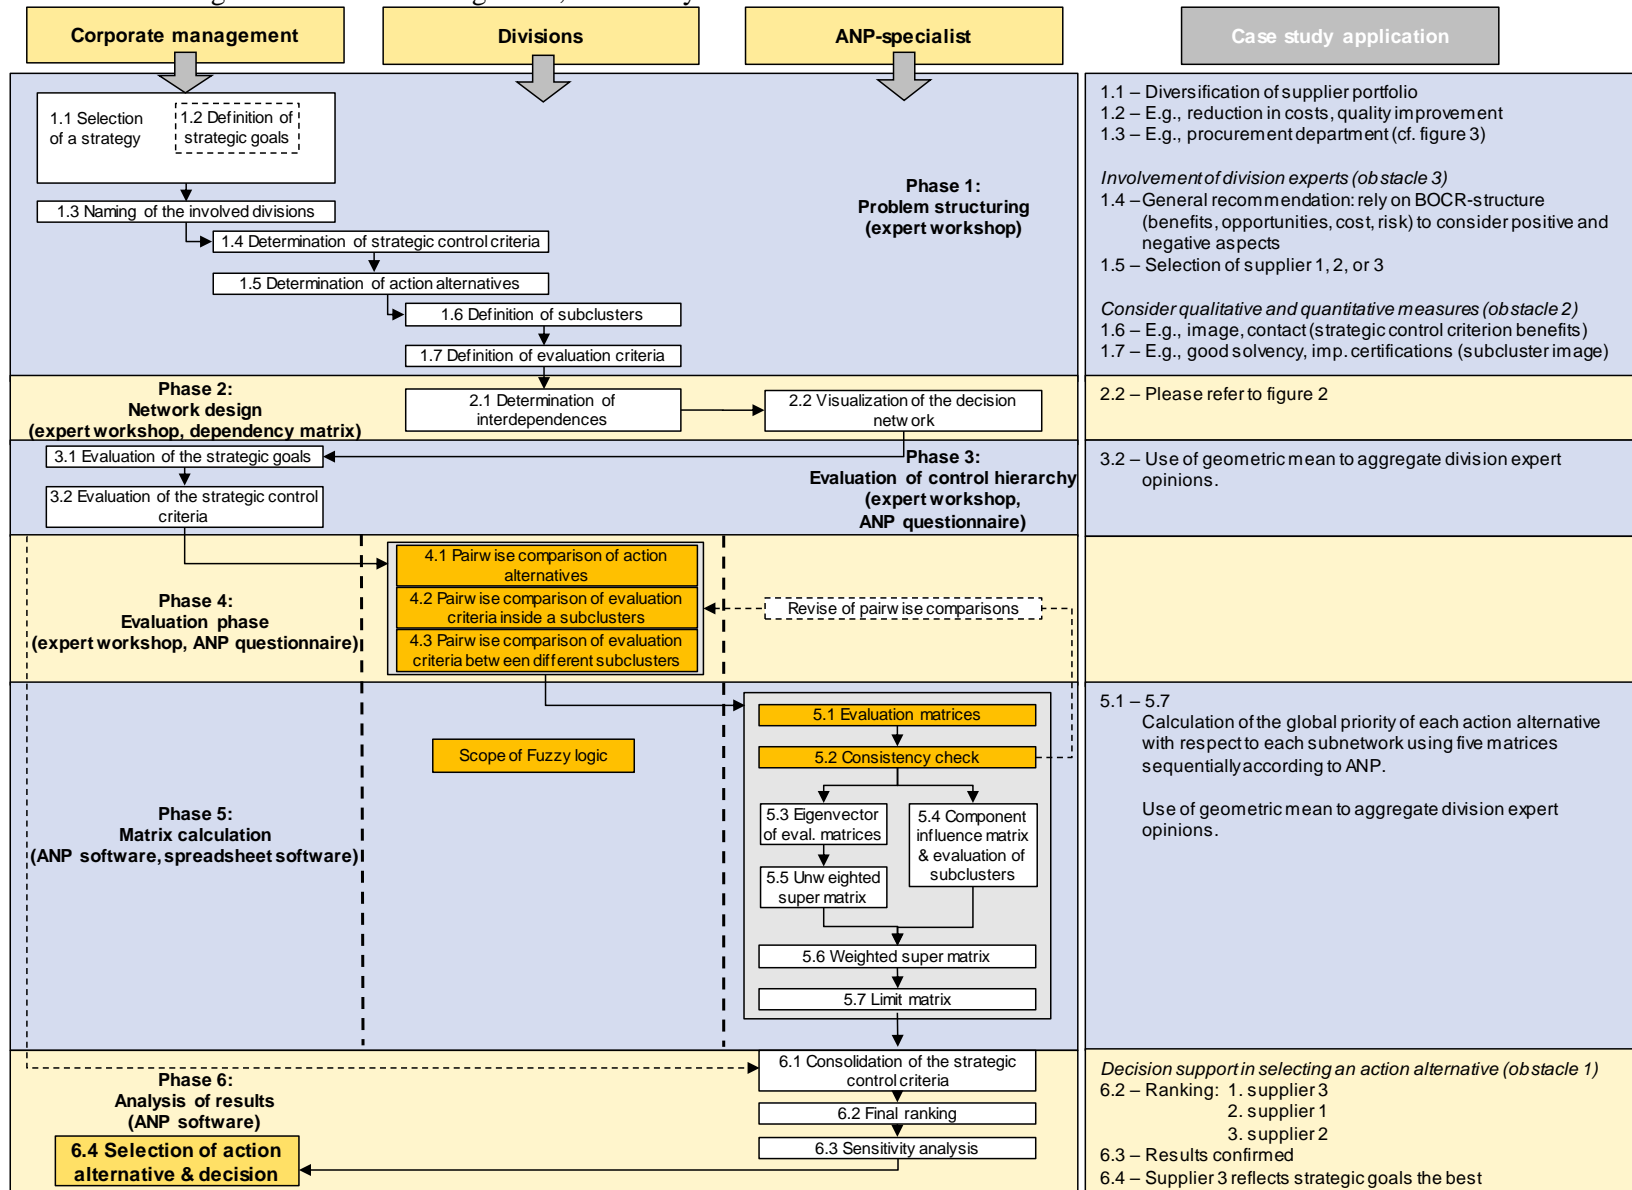 Corporate management
Divisions
ANP-specialist
Case study application
1.1 Selection
of a strategy
1.2 Definition of
strategic goals
1.3 Naming of the involved divisions
1.4 Determination of strategic control criteria
1.5 Determination of action alternatives
1.6 Definition of subclusters
1.7 Definition of evaluation criteria
Phase 1:
Problem structuring
(expert workshop)
1.1 – Diversification of supplier portfolio
1.2 – E.g., reduction in costs, quality improvement
1.3 – E.g., procurement department (cf. figure 3)
Involvement of division experts (obstacle 3)
1.4 – General recommendation: rely on BOCR-structure
(benefits, opportunities, cost, risk) to consider positive and
negative aspects
1.5 – Selection of supplier 1, 2, or 3
Consider qualitative and quantitative measures (obstacle 2)
1.6 – E.g., image, contact (strategic control criterion benefits)
1.7 – E.g., good solvency, imp. certifications (subcluster image)
Phase 2:
Network design
(expert workshop, dependency matrix)
2.1 Determination of
interdependences
2.2 Visualization of the decision
network
2.2 – Please refer to figure 2
3.1 Evaluation of the strategic goals
3.2 Evaluation of the strategic control
criteria
Phase 3:
Evaluation of control hierarchy
(expert workshop,
ANP questionnaire)
3.2 – Use of geometric mean to aggregate division expert
opinions.
Phase 4:
Evaluation phase
(expert workshop, ANP questionnaire)
4.1 Pairwise comparison of action
alternatives
4.2 Pairwise comparison of evaluation
criteria inside a subclusters
4.3 Pairwise comparison of evaluation
criteria between different subclusters
Revise of pairwise comparisons
Phase 5:
Matrix calculation
(ANP software, spreadsheet software)
Scope of Fuzzy logic
5.1 Evaluation matrices
5.2 Consistency check
5.3 Eigenvector
of eval. matrices
5.4 Component
influence matrix
& evaluation of
subclusters
5.5 Unweighted
super matrix
5.6 Weighted super matrix
5.7 Limit matrix
5.1 – 5.7
Calculation of the global priority of each action alternative
with respect to each subnetwork using five matrices
sequentially according to ANP.
Use of geometric mean to aggregate division expert
opinions.
Phase 6:
Analysis of results
(ANP software)
6.1 Consolidation of the strategic
control criteria
6.2 Final ranking
6.3 Sensitivity analysis
6.4 Selection of action
alternative & decision
Decision support in selecting an action alternative (obstacle 1)
6.2 – Ranking: 1. supplier 3
2. supplier 1
3. supplier 2
6.3 – Results confirmed
6.4 – Supplier 3 reflects strategic goals the best